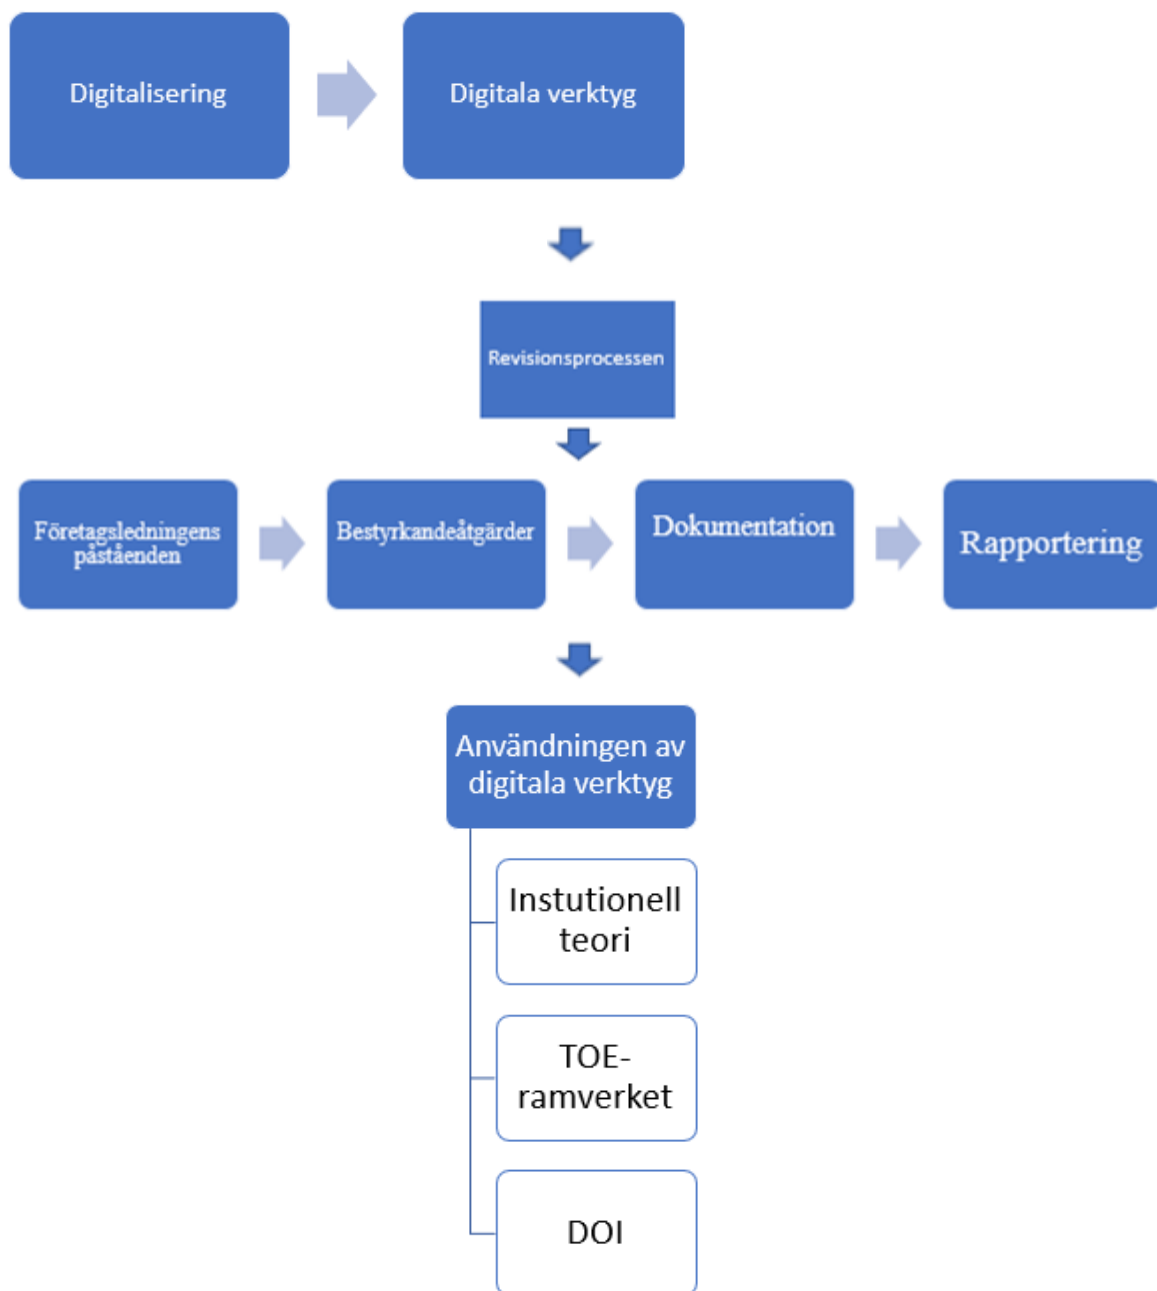 Digitalisering
Digitala verktyg
Revisionsprocessen
Företagsledningens
påståenden
Bestyrkandeåtgärder
Dokumentation
Rapportering
Användningen av
digitala verktyg
Instutionell
teori
TOE-
ramverket
DOI